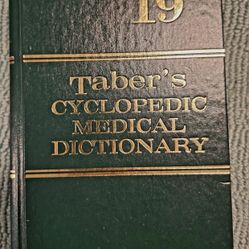 19
Taber's
CYCLOPEDIC
MEDICAL
DICTIONARY